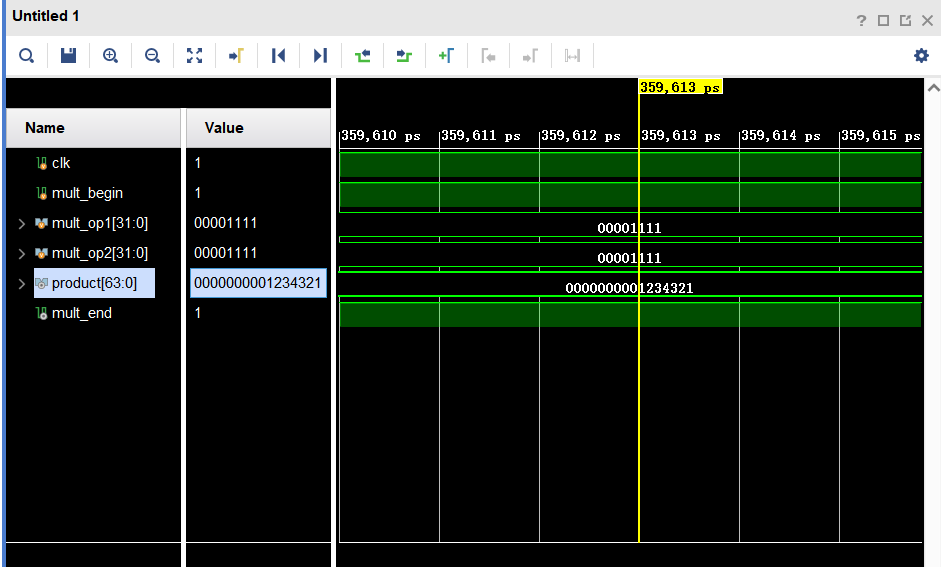 Untitled 1
?
359,613 ps
Name Value
359,610 ps 359,611 ps 359,612 ps 359,613 ps 359,614 ps 359,615 ps
clk 1
mult_begin 1
mult_op1[31:0] 00001111 00001111
mult_op2[31:0] 00001111 00001111
product[63:0] 0000000001234321 0000000001234321
mult_end 1